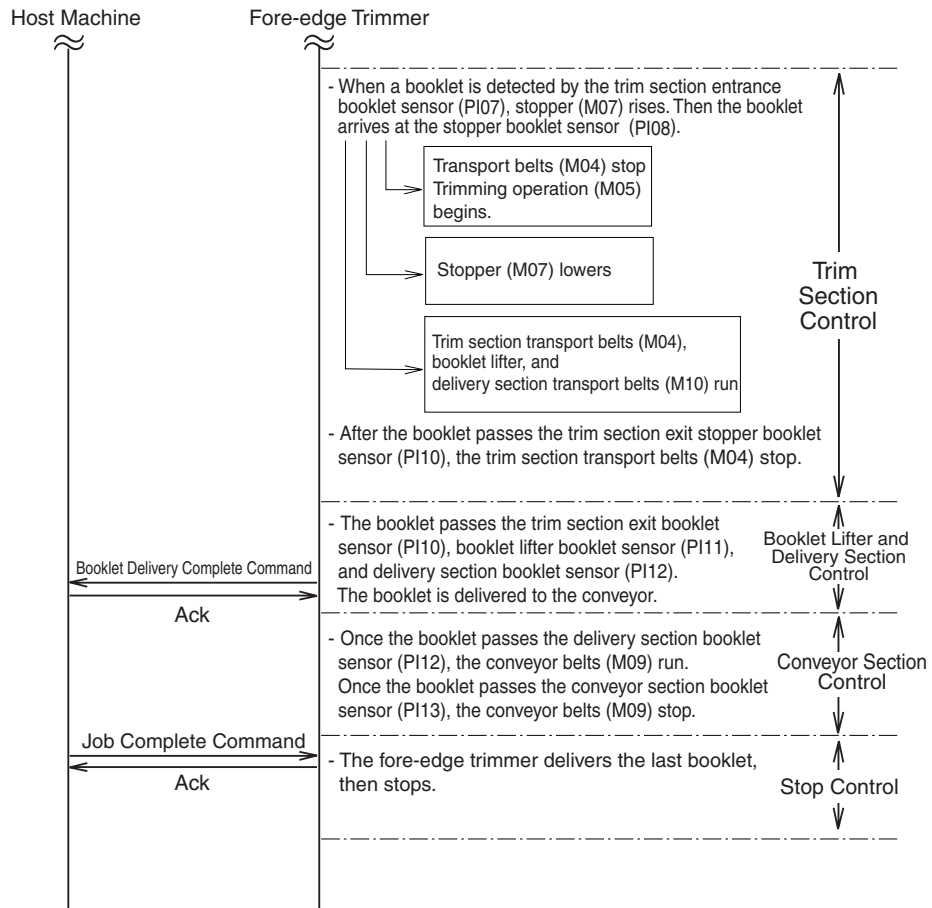 Host Machine
Fore-edge Trimmer
- When a booklet is detected by the trim section entrance
booklet sensor (PI07), stopper (M07) rises. Then the booklet
arrives at the stopper booklet sensor (PI08).
Transport belts (M04) stop
Trimming operation (M05)
begins.
Stopper (M07) lowers
Trim section transport belts (M04),
booklet lifter, and
delivery section transport belts (M10) run
- After the booklet passes the trim section exit stopper booklet
sensor (PI10), the trim section transport belts (M04) stop.
Trim
Section
Control
- The booklet passes the trim section exit booklet
sensor (PI10), booklet lifter booklet sensor (PI11),
and delivery section booklet sensor (PI12).
The booklet is delivered to the conveyor.
Booklet Lifter and
Delivery Section
Control
Booklet Delivery Complete Command
Ack
- Once the booklet passes the delivery section booklet
sensor (PI12), the conveyor belts (M09) run.
Once the booklet passes the conveyor section booklet
sensor (PI13), the conveyor belts (M09) stop.
Conveyor Section
Control
Job Complete Command
Ack
- The fore-edge trimmer delivers the last booklet,
then stops.
Stop Control